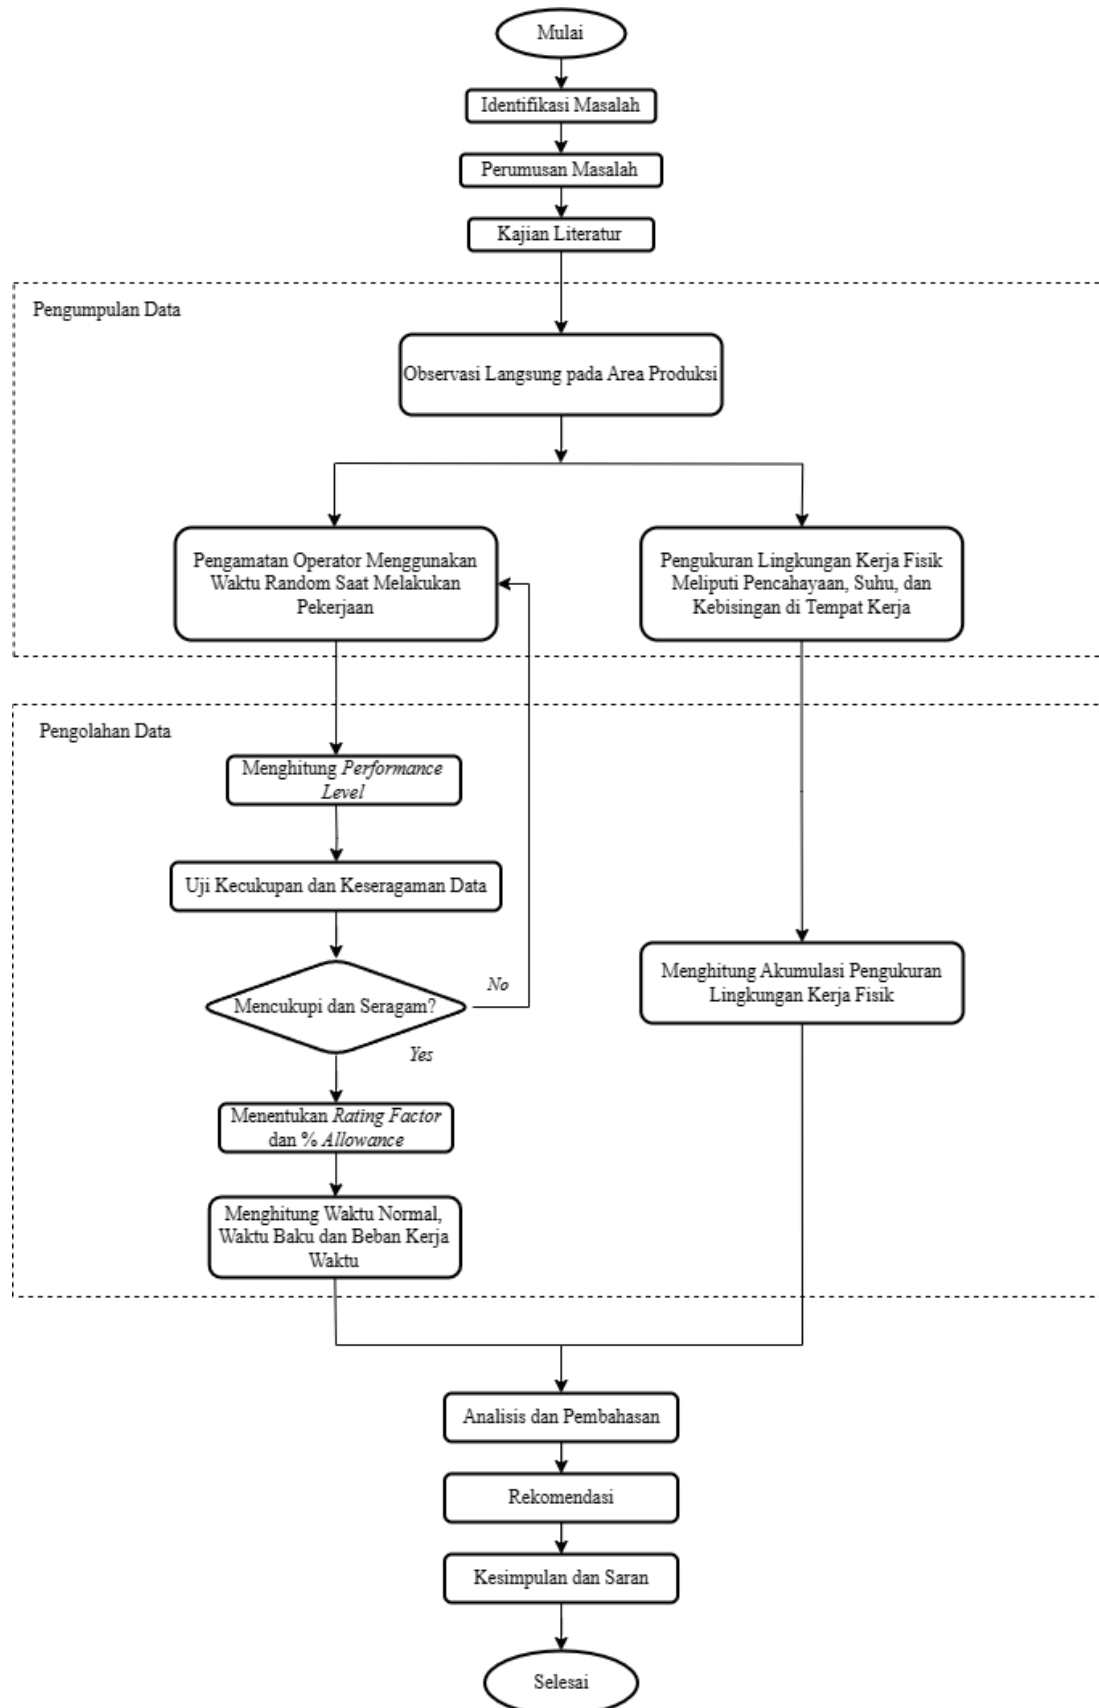 Mulai
Identifikasi Masalah
Perumusan Masalah
Kajian Literatur
Pengumpulan Data
Observasi Langsung pada Area Produksi
Pengamatan Operator Menggunakan
Waktu Random Saat Melakukan
Pekerjaan
Pengukuran Lingkungan Kerja Fisik
Meliputi Pencahayaan, Suhu, dan
Kebisingan di Tempat Kerja
Pengolahan Data
Menghitung Performance
Level
Uji Kecukupan dan Keseragaman Data
Mencukupi dan Seragam?
No
Yes
Menghitung Akumulasi Pengukuran
Lingkungan Kerja Fisik
Menentukan Rating Factor
dan % Allowance
Menghitung Waktu Normal,
Waktu Baku dan Beban Kerja
Waktu
Analisis dan Pembahasan
Rekomendasi
Kesimpulan dan Saran
Selesai